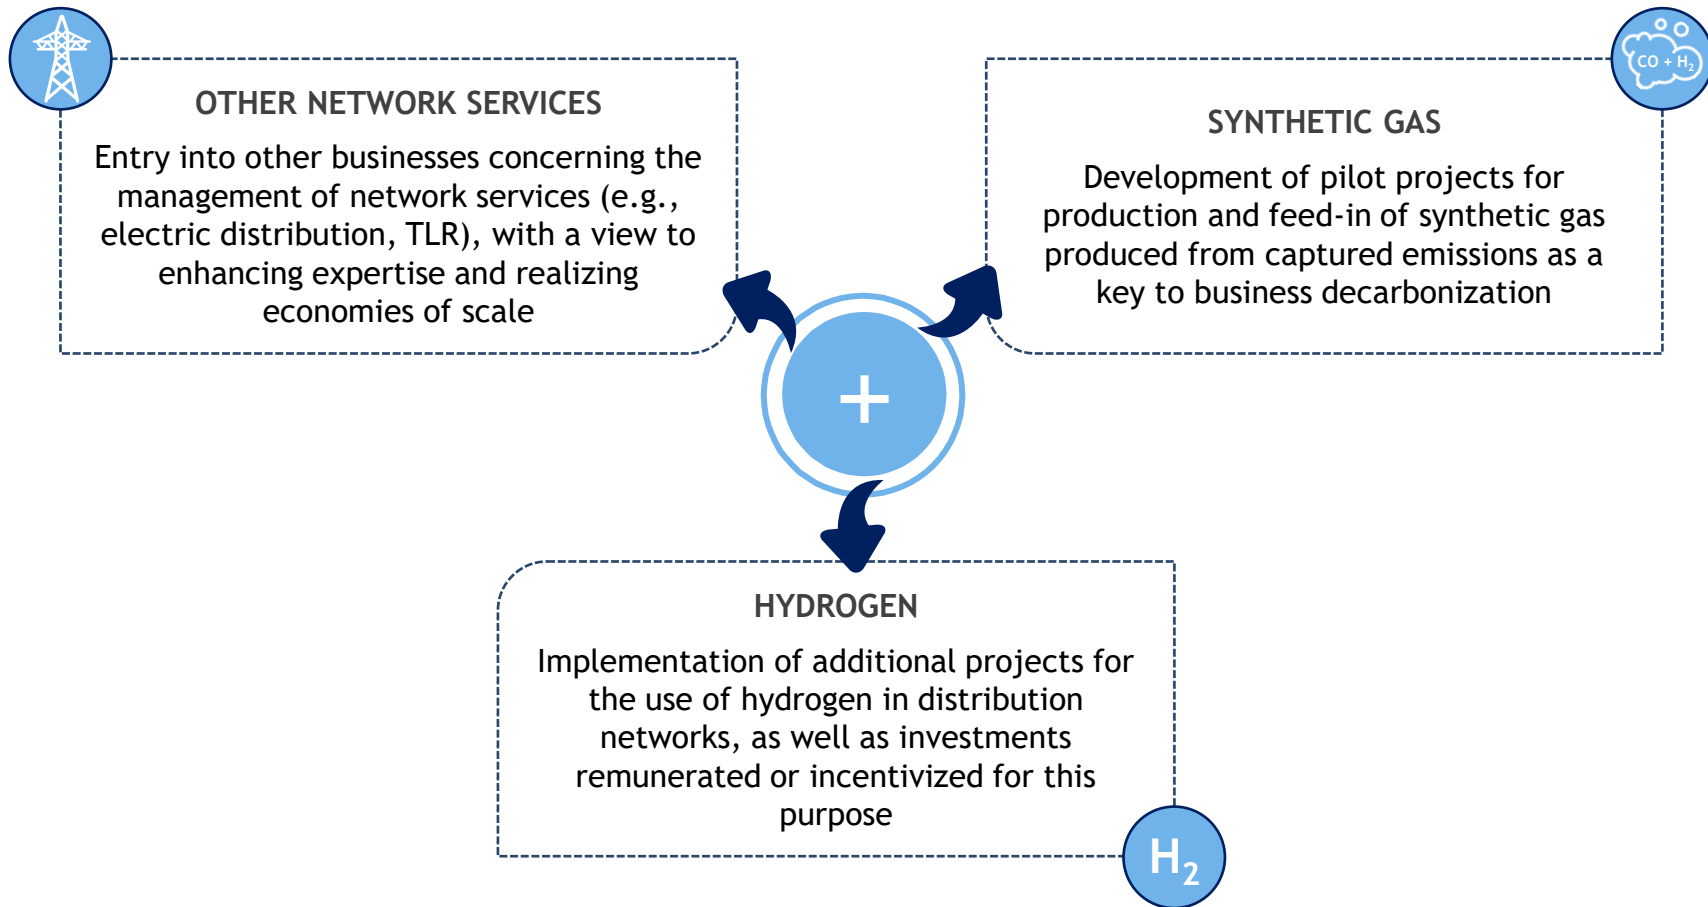 OTHER NETWORK SERVICES
Entry into other businesses concerning the
management of network services (e.g.,
electric distribution, TLR), with a view to
enhancing expertise and realizing
economies of scale
CO + H₂
SYNTHETIC GAS
Development of pilot projects for
production and feed-in of synthetic gas
produced from captured emissions as a
key to business decarbonization
+
HYDROGEN
Implementation of additional projects for
the use of hydrogen in distribution
networks, as well as investments
remunerated or incentivized for this
purpose
H₂